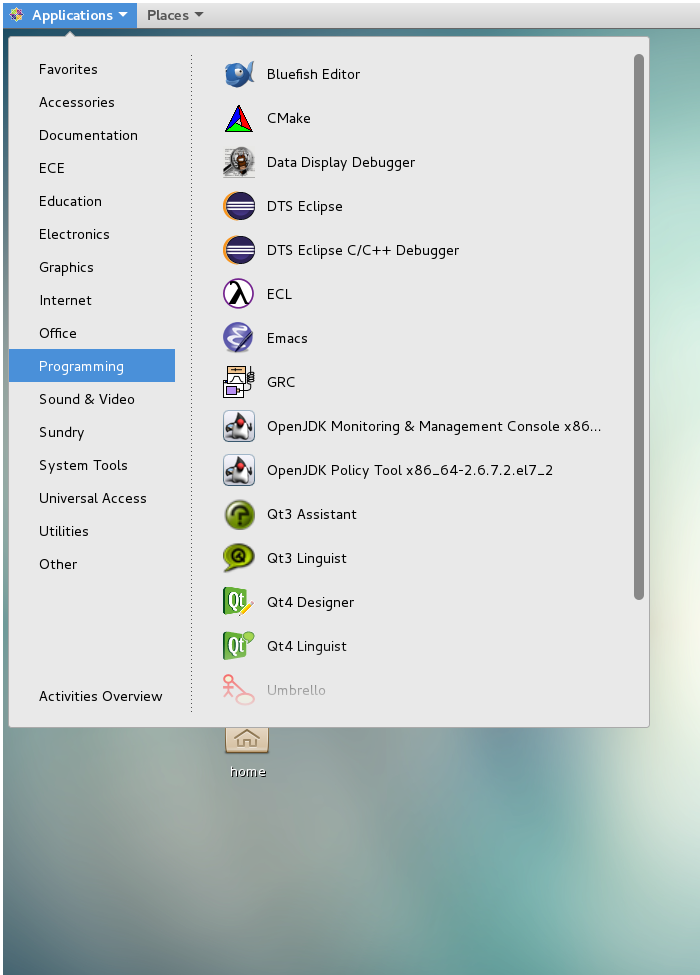 Applications Places
Favorites
Accessories
Documentation
ECE
Education
Electronics
Graphics
Internet
Office
Programming
Sound & Video
Sundry
System Tools
Universal Access
Utilities
Other
Activities Overview
Bluefish Editor
CMake
Data Display Debugger
DTS Eclipse
DTS Eclipse C/C++ Debugger
ECL
Emacs
GRC
OpenJDK Monitoring & Management Console x86...
OpenJDK Policy Tool x86_64-2.6.7.2.el7_2
Qt3 Assistant
Qt3 Linguist
Qt4 Designer
Qt4 Linguist
Umbrello
home